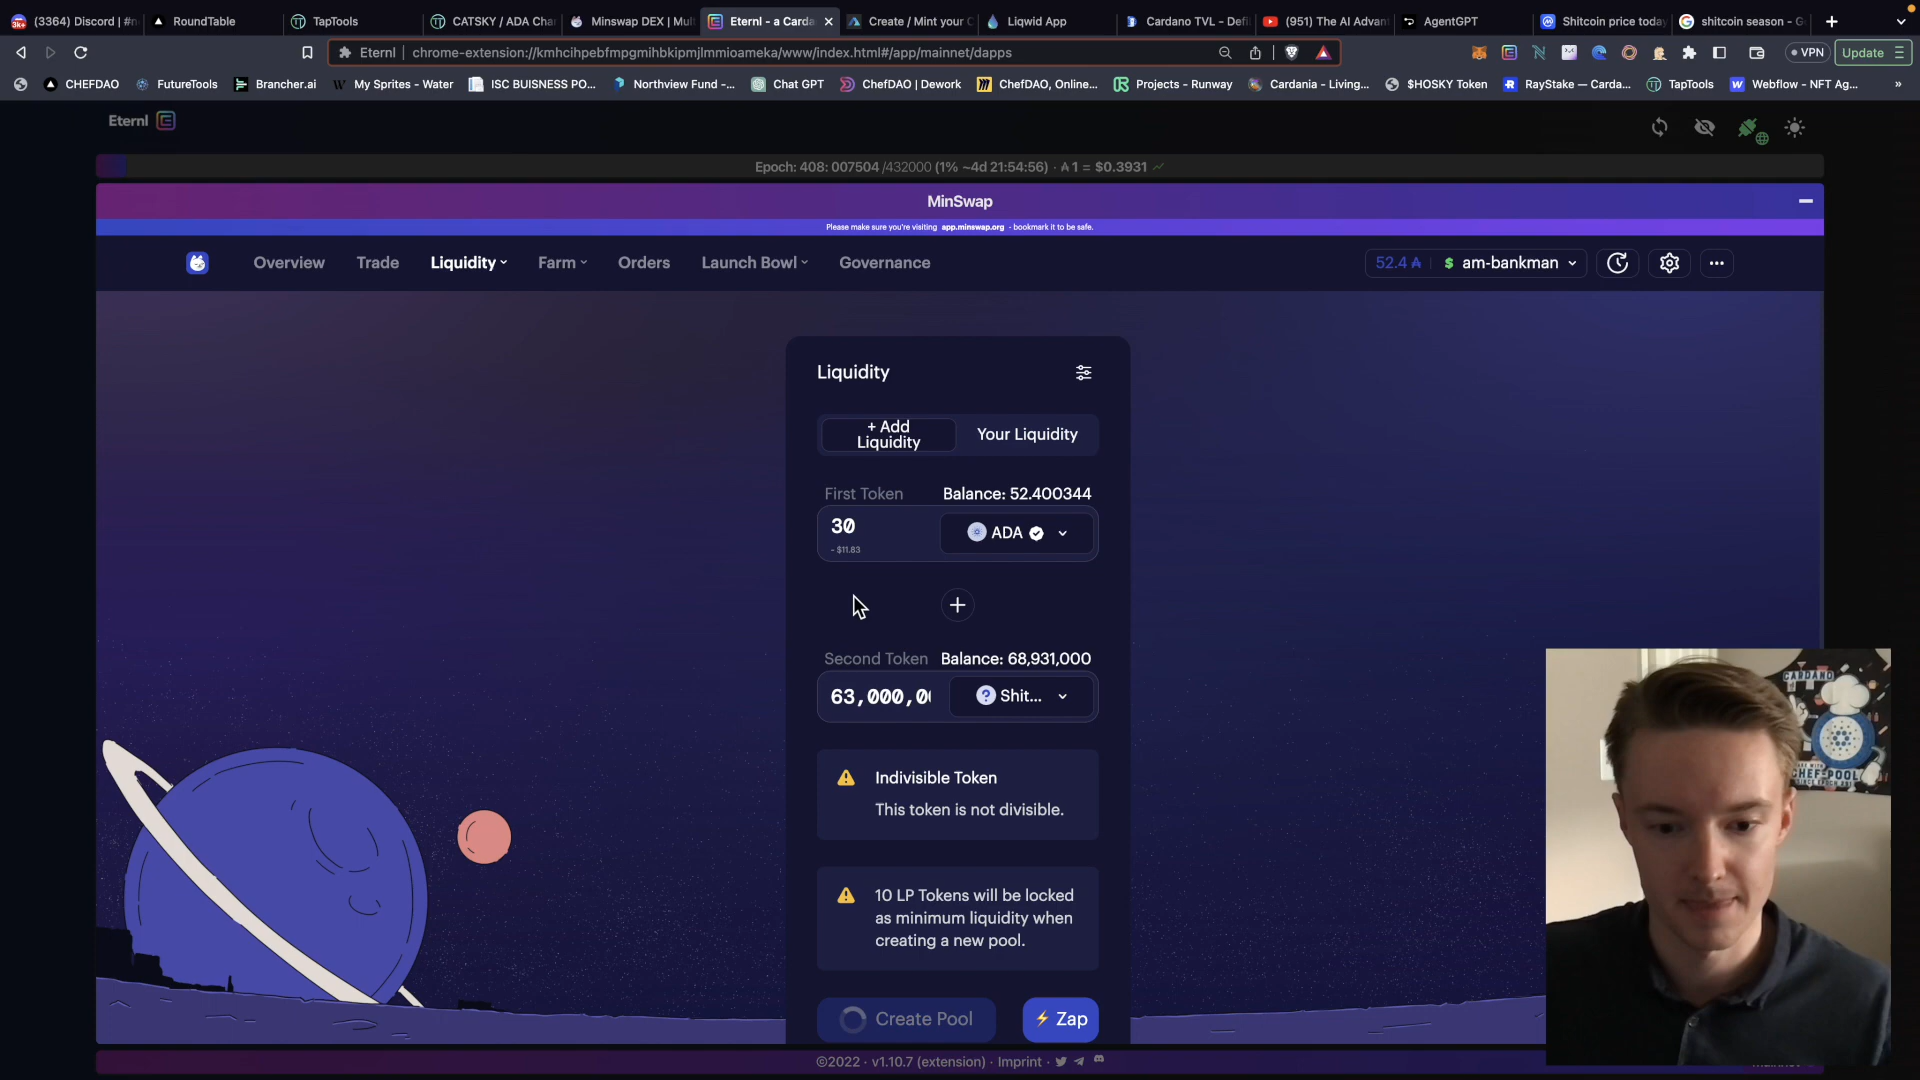 (3364) Discord | #n
RoundTable
TapTools
CATSKY / ADA Cha
Minswap DEX | Mul
Eternl - a Carda
Create / Mint your C
Liqwid App
Cardano TVL - Defi
(951) The AI Advant
AgentGPT
Shitcoin price today
shitcoin season - G
Eternl
chrome-extension://kmhcihpebfmpgmihbkipmjlmmioameka/www/index.html#/app/mainnet/dapps
VPN
Update
CHEFDAO
FutureTools
Brancher.ai
My Sprites - Water
ISC BUISNESS PO...
Northview Fund -...
Chat GPT
ChefDAO | Dework
ChefDAO, Online...
Projects - Runway
Cardania - Living...
$HOSKY Token
RayStake — Carda...
TapTools
Webflow - NFT Ag...
»
Eternl
Epoch: 408: 007504 /432000 (1% ~4d 21:54:56) · ₳ 1 = $0.3931
MinSwap
Please make sure you're visiting app.minswap.org - bookmark it to be safe.
Overview
Trade
Liquidity
Farm
Orders
Launch Bowl
Governance
52.4 ₳
$ am-bankman
Liquidity
+ Add
Liquidity
Your Liquidity
First Token
Balance: 52.400344
30
~ $11.83
ADA
Second Token
Balance: 68,931,000
63,000,0
Shit...
Indivisible Token
This token is not divisible.
10 LP Tokens will be locked
as minimum liquidity when
creating a new pool.
Create Pool
Zap
©2022 · v1.10.7 (extension) · Imprint ·
CARDANO
CHEF-POOL